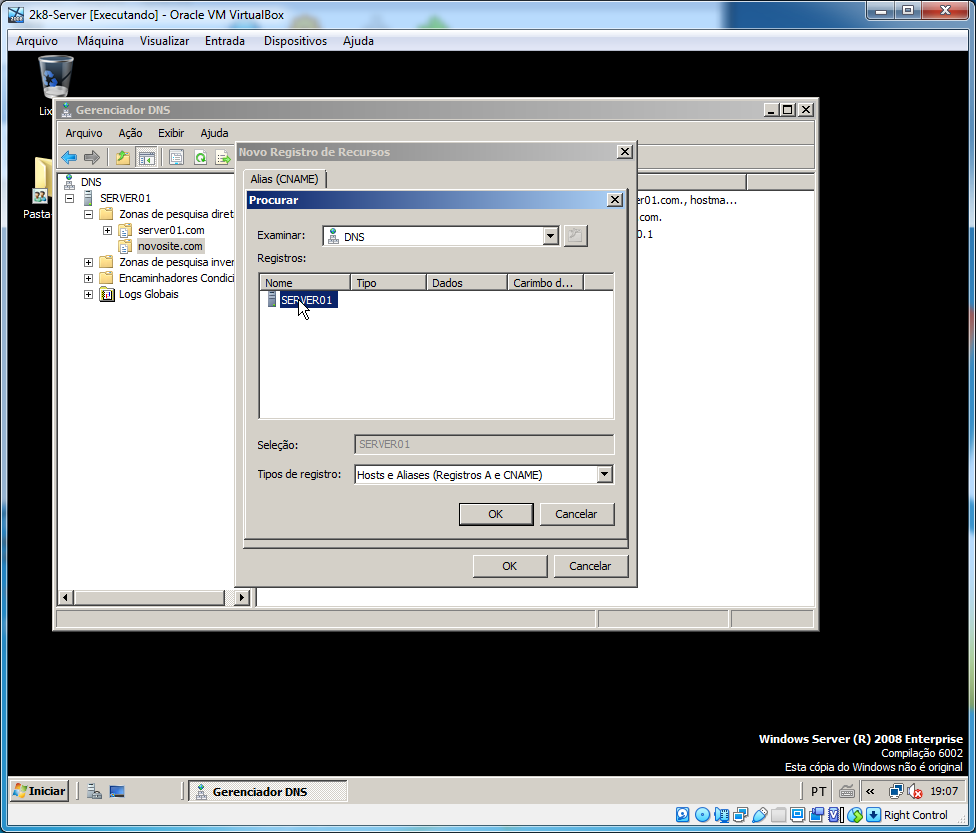 2k8-Server [Executando] - Oracle VM VirtualBox
Arquivo Máquina Visualizar Entrada Dispositivos Ajuda
Gerenciador DNS
Arquivo Ação Exibir Ajuda
Novo Registro de Recursos
Alias (CNAME)
Procurar
Examinar: DNS
Registros:
Nome Tipo Dados Carimbo d...
SERVER01
Seleção: SERVER01
Tipos de registro: Hosts e Aliases (Registros A e CNAME)
OK Cancelar
OK Cancelar
DNS
SERVER01
Zonas de pesquisa diret
server01.com
novosite.com
Zonas de pesquisa inver
Encaminhadores Condici
Logs Globais
er01.com., hostma...
com.
0.1
Lix
Pasta
Windows Server (R) 2008 Enterprise
Compilação 6002
Esta cópia do Windows não é original
Iniciar
Gerenciador DNS
PT
«
19:07
Right Control